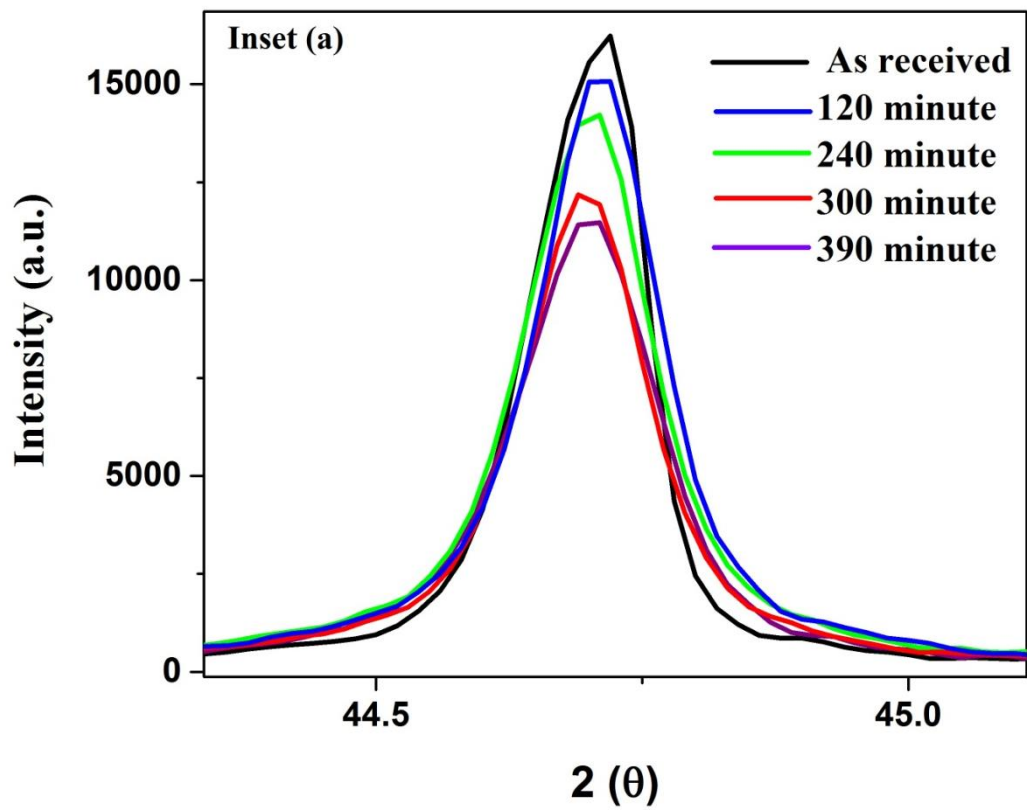 Inset (a)
As received
120 minute
240 minute
300 minute
390 minute
Intensity (a.u.)
15000
10000
5000
0
44.5
45.0
2 (θ)